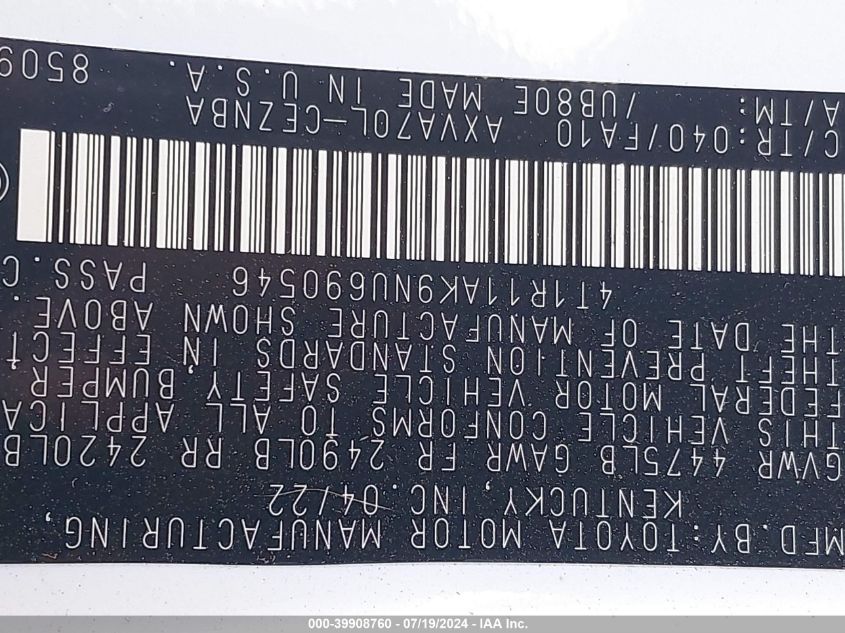 MFD.BY:TOYOTA MOTOR MANUFACTURING,
KENTUCKY, INC. 04/22
GVWR 4475LB GAWR FR 2490LB RR 2420LB
THIS VEHICLE CONFORMS TO ALL APPLICA
FEDERAL MOTOR VEHICLE SAFETY, BUMPER,
THEFT PREVENTION STANDARDS IN EFFECT
THE DATE OF MANUFACTURE SHOWN ABOVE.
4T1R11AK9NU690546 PASS.C
C/TR:040/FA10 AXVA70L-CEZNBA
A/TM: /UB80E MADE IN U.S.A. 8509
000-39908760 - 07/19/2024 - IAA Inc.